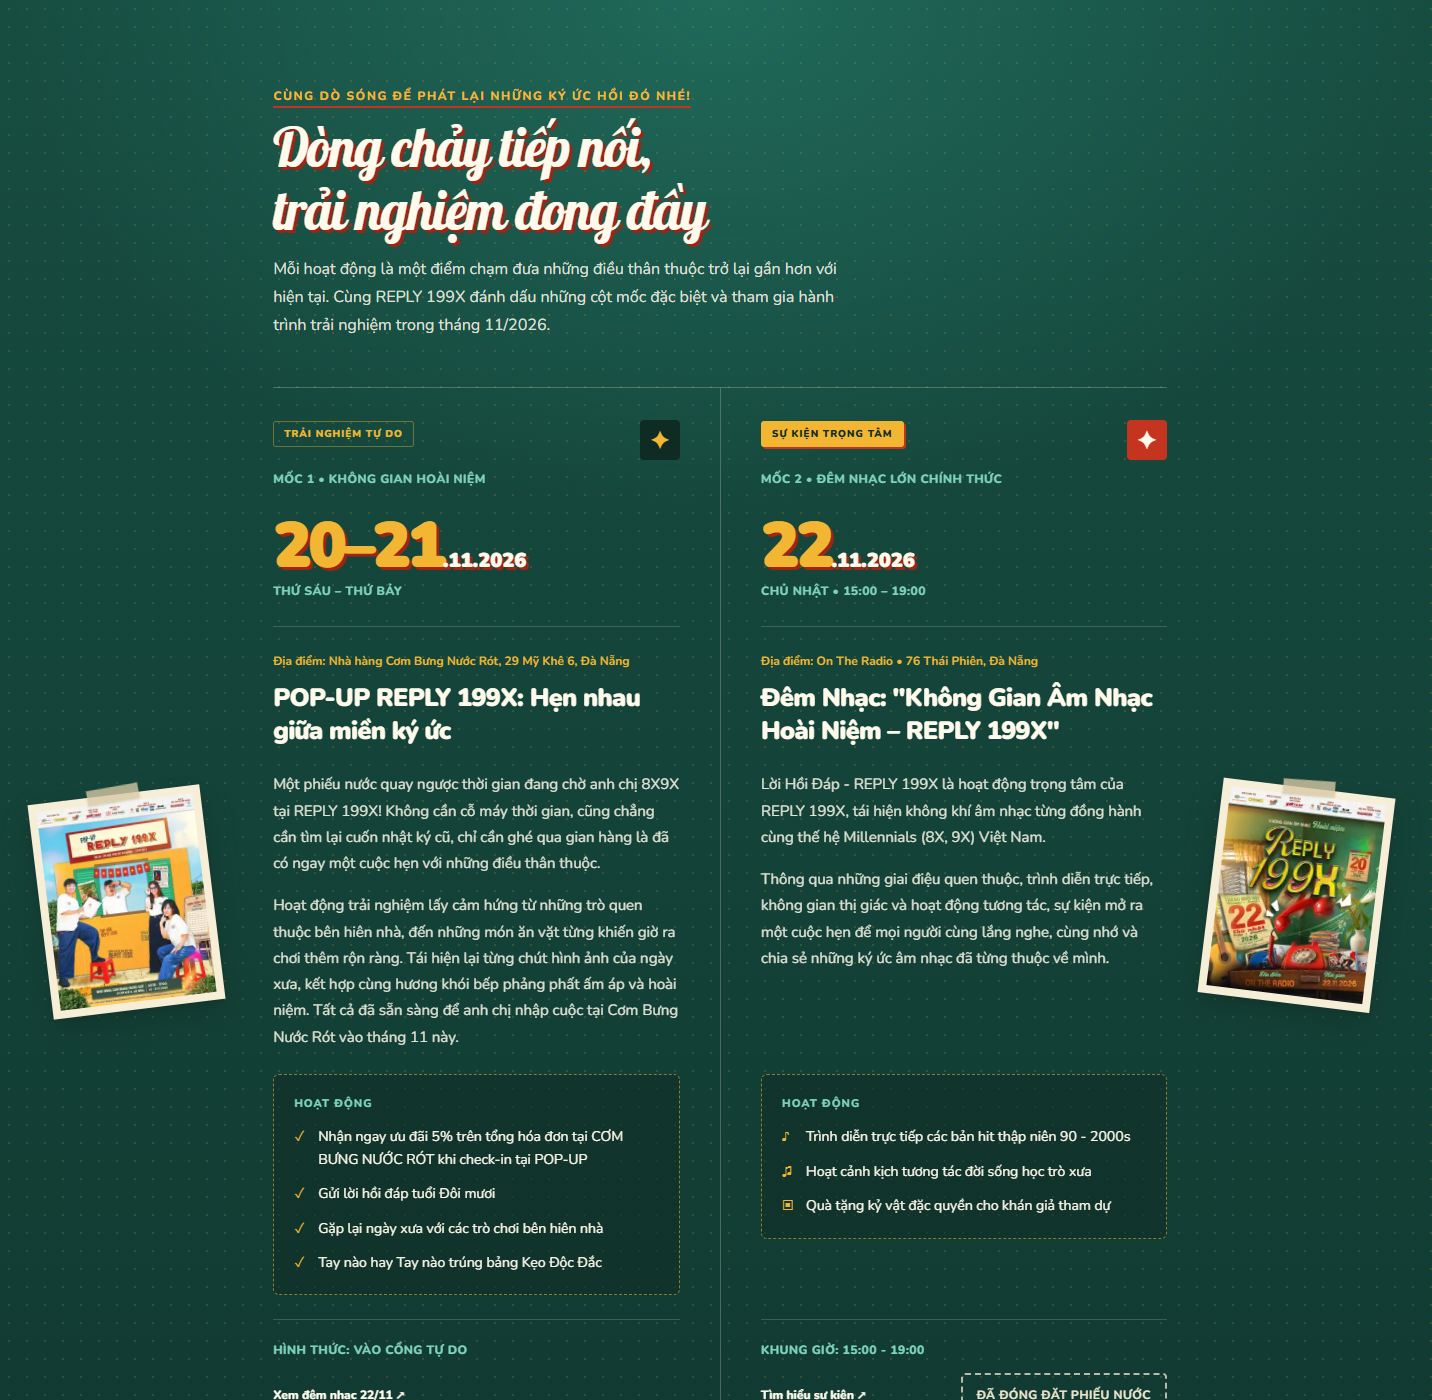 CÙNG DÒ SÓNG ĐỂ PHÁT LẠI NHỮNG KÝ ỨC HỒI ĐÓ NHÉ!
Dòng chảy tiếp nối,
trải nghiệm đong đầy
Mỗi hoạt động là một điểm chạm đưa những điều thân thuộc trở lại gần hơn với
hiện tại. Cùng REPLY 199X đánh dấu những cột mốc đặc biệt và tham gia hành
trình trải nghiệm trong tháng 11/2026.
TRẢI NGHIỆM TỰ DO
MỐC 1 • KHÔNG GIAN HOÀI NIỆM
20–21.11.2026
THỨ SÁU – THỨ BẢY
Địa điểm: Nhà hàng Cơm Bưng Nước Rót, 29 Mỹ Khê 6, Đà Nẵng
POP-UP REPLY 199X: Hẹn nhau
giữa miền ký ức
Một phiếu nước quay ngược thời gian đang chờ anh chị 8X9X
tại REPLY 199X! Không cần cỗ máy thời gian, cũng chẳng
cần tìm lại cuốn nhật ký cũ, chỉ cần ghé qua gian hàng là đã
có ngay một cuộc hẹn với những điều thân thuộc.
Hoạt động trải nghiệm lấy cảm hứng từ những trò quen
thuộc bên hiên nhà, đến những món ăn vặt từng khiến giờ ra
chơi thêm rộn ràng. Tái hiện lại từng chút hình ảnh của ngày
xưa, kết hợp cùng hương khói bếp phảng phất ấm áp và hoài
niệm. Tất cả đã sẵn sàng để anh chị nhập cuộc tại Cơm Bưng
Nước Rót vào tháng 11 này.
HOẠT ĐỘNG
✓ Nhận ngay ưu đãi 5% trên tổng hóa đơn tại CƠM
BƯNG NƯỚC RÓT khi check-in tại POP-UP
✓ Gửi lời hồi đáp tuổi Đôi mươi
✓ Gặp lại ngày xưa với các trò chơi bên hiên nhà
✓ Tay nào hay Tay nào trúng bảng Kẹo Độc Đắc
HÌNH THỨC: VÀO CỔNG TỰ DO
Xem đêm nhạc 22/11 ↗
SỰ KIỆN TRỌNG TÂM
MỐC 2 • ĐÊM NHẠC LỚN CHÍNH THỨC
22.11.2026
CHỦ NHẬT • 15:00 – 19:00
Địa điểm: On The Radio • 76 Thái Phiên, Đà Nẵng
Đêm Nhạc: "Không Gian Âm Nhạc
Hoài Niệm – REPLY 199X"
Lời Hồi Đáp - REPLY 199X là hoạt động trọng tâm của
REPLY 199X, tái hiện không khí âm nhạc từng đồng hành
cùng thế hệ Millennials (8X, 9X) Việt Nam.
Thông qua những giai điệu quen thuộc, trình diễn trực tiếp,
không gian thị giác và hoạt động tương tác, sự kiện mở ra
một cuộc hẹn để mọi người cùng lắng nghe, cùng nhớ và
chia sẻ những ký ức âm nhạc đã từng thuộc về mình.
HOẠT ĐỘNG
♪ Trình diễn trực tiếp các bản hit thập niên 90 - 2000s
♫ Hoạt cảnh kịch tương tác đời sống học trò xưa
▣ Quà tặng kỷ vật đặc quyền cho khán giả tham dự
KHUNG GIỜ: 15:00 - 19:00
Tìm hiểu sự kiện ↗
ĐÃ ĐÓNG ĐẶT PHIẾU NƯỚC
POP-UP
REPLY 199X
Hoài niệm
REPLY
199X
20
22
2026
ON THE RADIO
22.11.2026